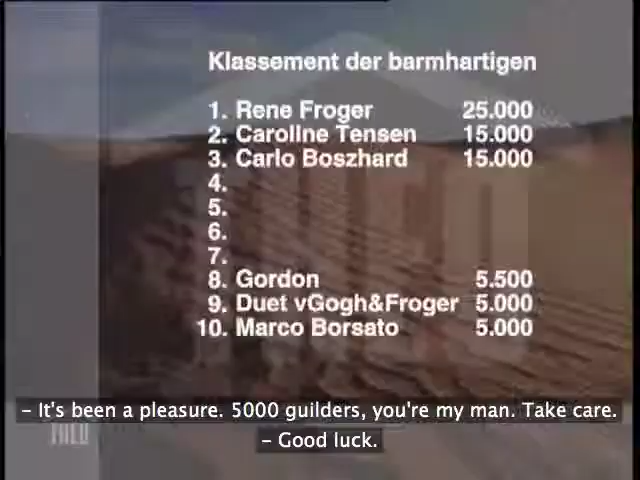 Klassement der barmhartigen
1. Rene Froger 25.000
2. Caroline Tensen 15.000
3. Carlo Boszhard 15.000
4.
5.
6.
7.
8. Gordon 5.500
9. Duet vGogh&Froger 5.000
10. Marco Borsato 5.000
- It's been a pleasure. 5000 guilders, you're my man. Take care.
- Good luck.
THEO